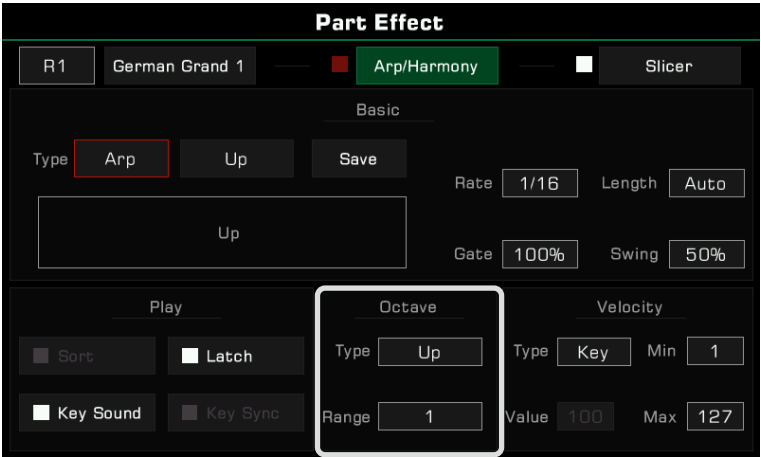 Part Effect
R1 German Grand 1 Arp/Harmony Slicer
Basic
Type Arp Up Save
Rate 1/16 Length Auto
Up
Gate 100% Swing 50%
Play Octave Velocity
Sort Latch Type Up Type Key Min 1
Key Sound Key Sync Range 1 Value 100 Max 127